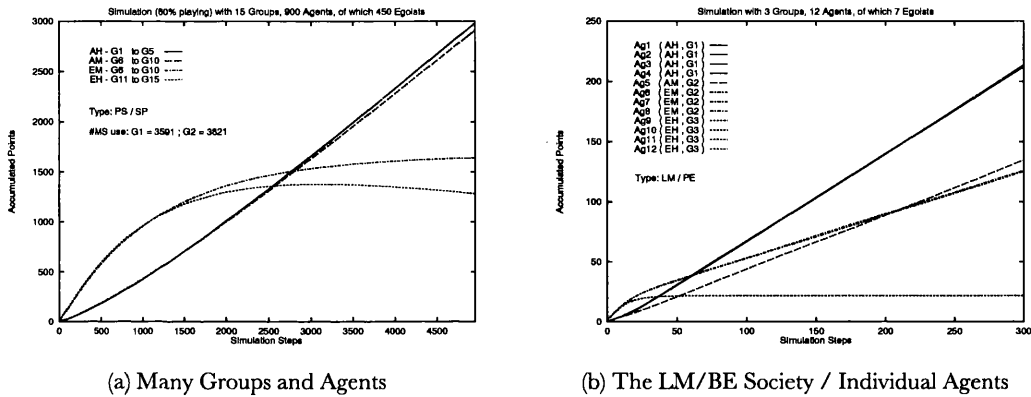 Simulation (60% playing) with 15 Groups, 900 Agents, of which 450 Egoists
Accumulated Points
3000
2500
2000
1500
1000
500
0
AH - G1 to G5
AM - G6 to G10
EM - G6 to G10
EH - G11 to G15
Type: PS / SP
#MS use: G1 = 3591 ; G2 = 3621
0 500 1000 1500 2000 2500 3000 3500 4000 4500
Simulation Steps
(a) Many Groups and Agents
Simulation with 3 Groups, 12 Agents, of which 7 Egoists
Accumulated Points
250
200
150
100
50
0
Ag1 { AH , G1 }
Ag2 { AH , G1 }
Ag3 { AH , G1 }
Ag4 { AH , G1 }
Ag5 { AM , G2 }
Ag6 { EM , G2 }
Ag7 { EM , G2 }
Ag8 { EM , G2 }
Ag9 { EH , G3 }
Ag10 { EH , G3 }
Ag11 { EH , G3 }
Ag12 { EH , G3 }
Type: LM / PE
0 50 100 150 200 250 300
Simulation Steps
(b) The LM/BE Society / Individual Agents